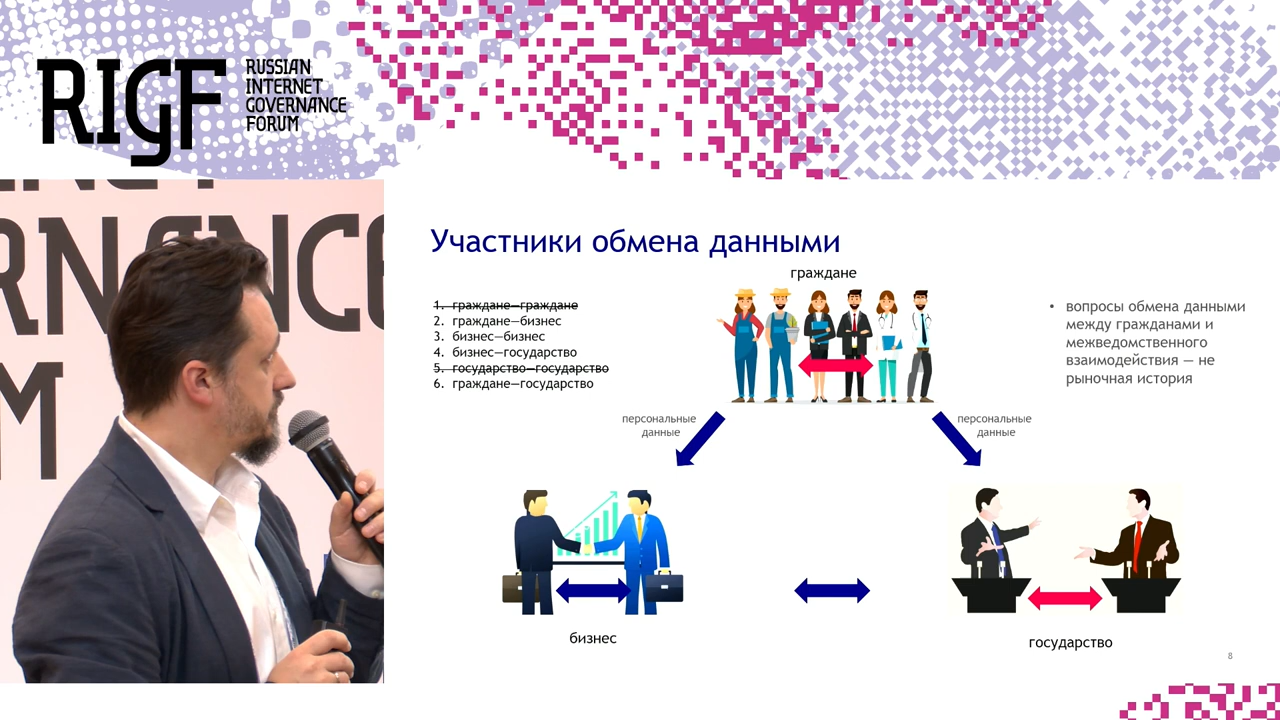 RIGF
RUSSIAN
INTERNET
GOVERNANCE
FORUM
Участники обмена данными
граждане
1. граждане—граждане
2. граждане—бизнес
3. бизнес—бизнес
4. бизнес—государство
5. государство—государство
6. граждане—государство
• вопросы обмена данными
между гражданами и
межведомственного
взаимодействия — не
рыночная история
персональные
данные
персональные
данные
бизнес
государство
8